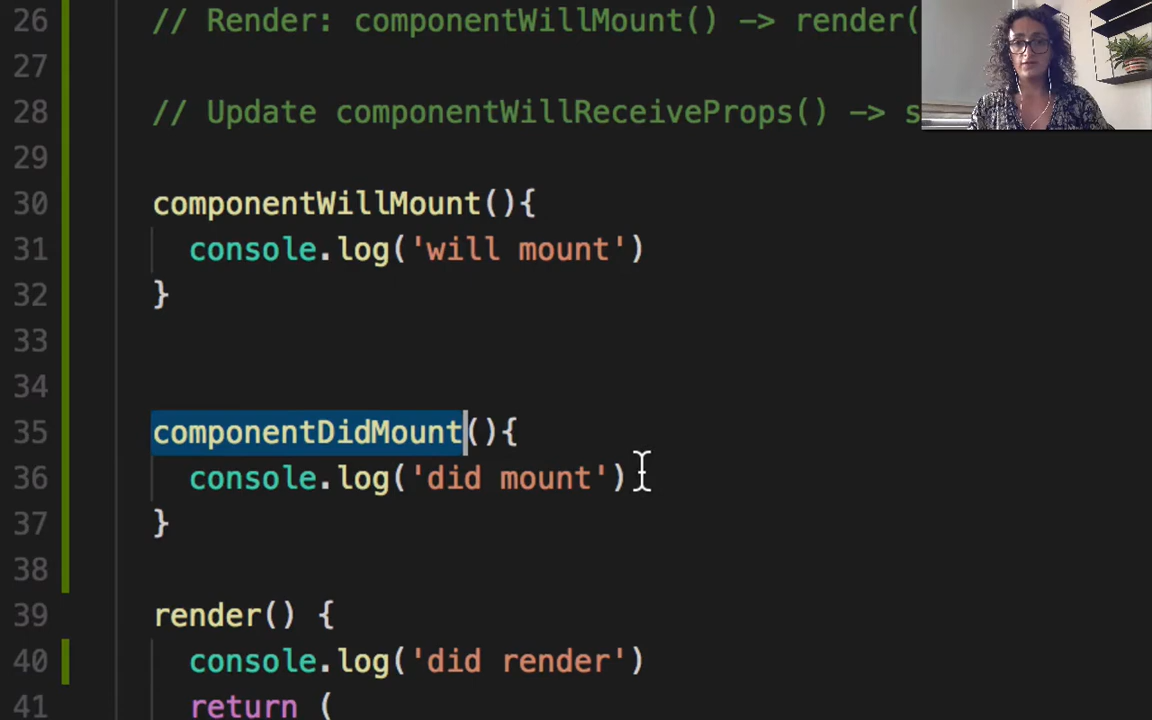 26 // Render: componentWillMount() -> render(
27
28 // Update componentWillReceiveProps() -> s
29
30 componentWillMount(){
31 console.log('will mount')
32 }
33
34
35 componentDidMount(){
36 console.log('did mount')
37 }
38
39 render() {
40 console.log('did render')
41 return (